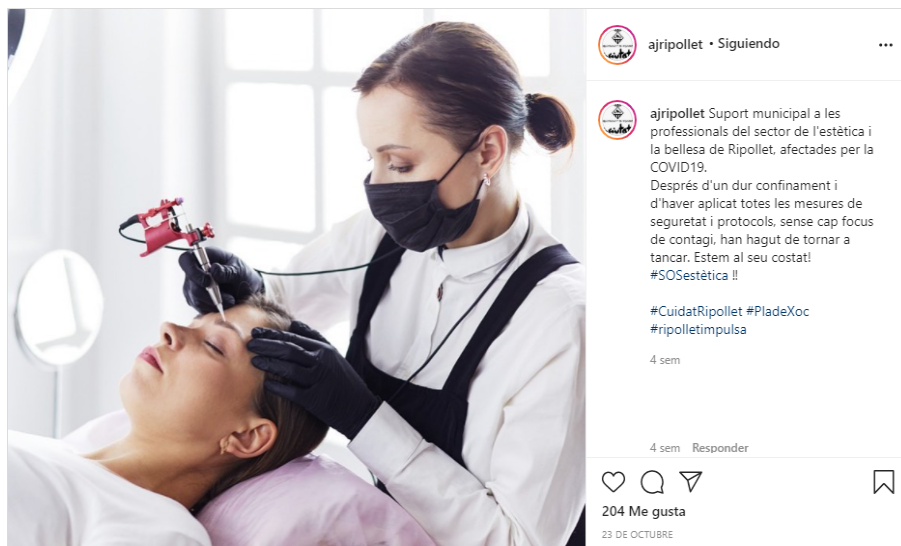 ajripollet • Siguiendo
ajripollet Suport municipal a les
professionals del sector de l'estètica i
la bellesa de Ripollet, afectades per la
COVID19.
Després d'un dur confinament i
d'haver aplicat totes les mesures de
seguretat i protocols, sense cap focus
de contagi, han hagut de tornar a
tancar. Estem al seu costat!
#SOSestètica ‼
#CuidatRipollet #PladeXoc
#ripolletimpulsa
4 sem
4 sem Responder
204 Me gusta
23 DE OCTUBRE